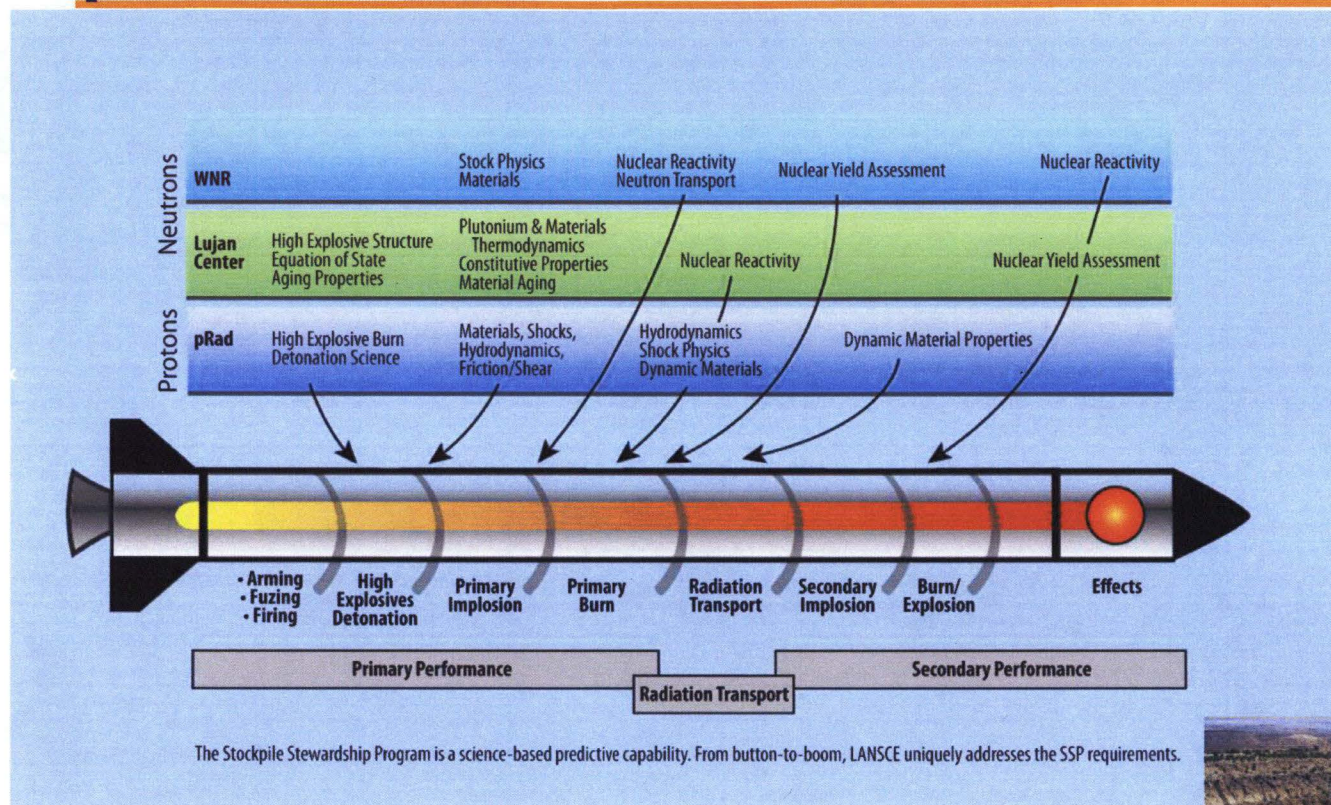 Neutrons
WNR
Stock Physics
Materials
Nuclear Reactivity
Neutron Transport
Nuclear Yield Assessment
Nuclear Reactivity
Lujan
Center
High Explosive Structure
Equation of State
Aging Properties
Plutonium & Materials
Thermodynamics
Constitutive Properties
Material Aging
Nuclear Reactivity
Nuclear Yield Assessment
Protons
pRad
High Explosive Burn
Detonation Science
Materials, Shocks,
Hydrodynamics,
Friction/Shear
Hydrodynamics
Shock Physics
Dynamic Materials
Dynamic Material Properties
• Arming
• Fuzing
• Firing
High
Explosives
Detonation
Primary
Implosion
Primary
Burn
Radiation
Transport
Secondary
Implosion
Burn/
Explosion
Effects
Primary Performance
Radiation Transport
Secondary Performance
The Stockpile Stewardship Program is a science-based predictive capability. From button-to-boom, LANSCE uniquely addresses the SSP requirements.